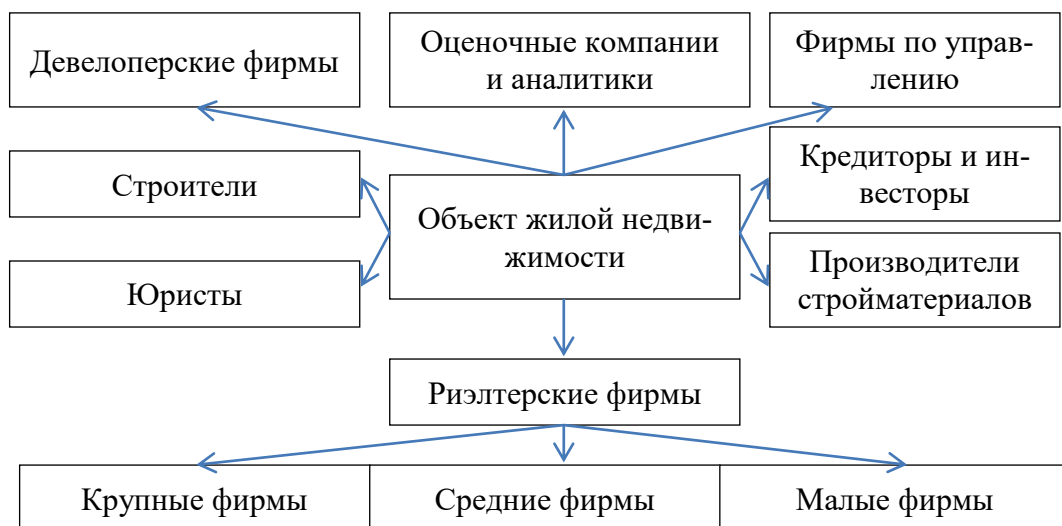 Девелоперские фирмы
Оценочные компании
и аналитики
Фирмы по управ-
лению
Строители
Объект жилой недви-
жимости
Кредиторы и ин-
весторы
Юристы
Производители
стройматериалов
Риэлтерские фирмы
Крупные фирмы
Средние фирмы
Малые фирмы